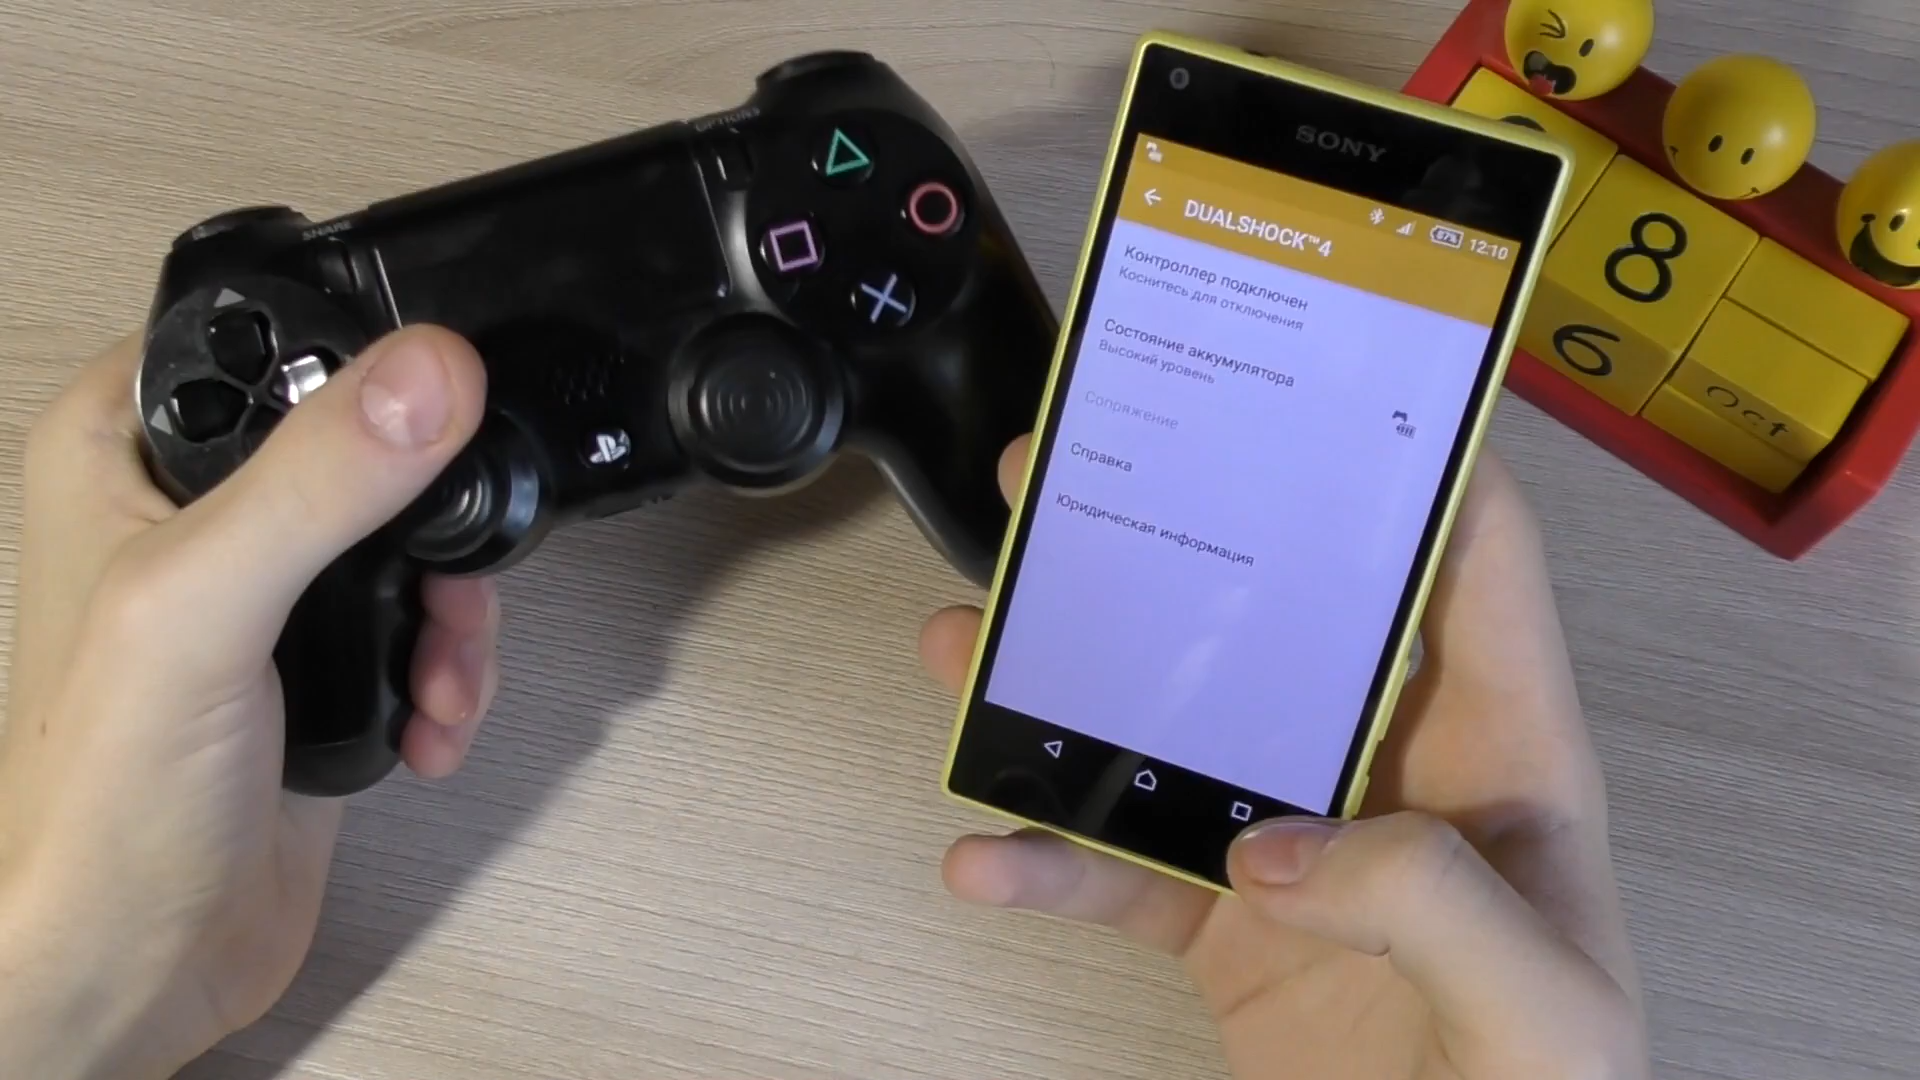 SHARE
OPTIONS
SONY
87% 12:10
DUALSHOCK™4
Контроллер подключен
Коснитесь для отключения
Состояние аккумулятора
Высокий уровень
Сопряжение
Справка
Юридическая информация
8
6
Oct